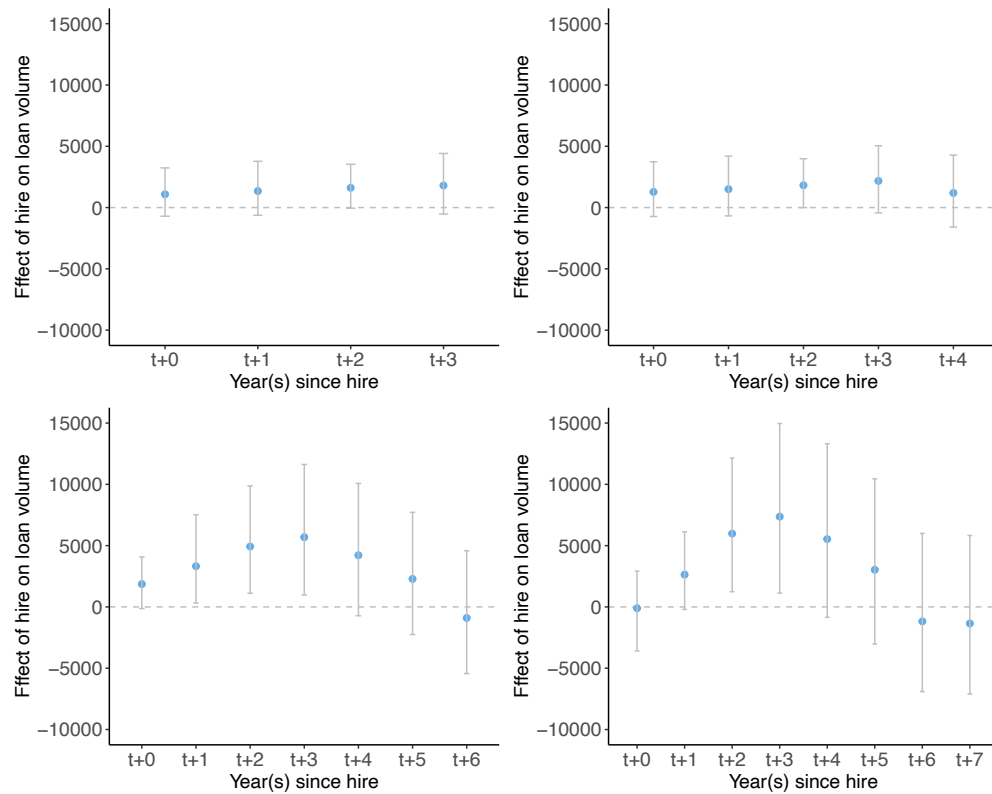 Fffect of hire on loan volume
15000
10000
5000
0
−5000
−10000
t+0 t+1 t+2 t+3
Year(s) since hire
Fffect of hire on loan volume
15000
10000
5000
0
−5000
−10000
t+0 t+1 t+2 t+3 t+4
Year(s) since hire
Fffect of hire on loan volume
15000
10000
5000
0
−5000
−10000
t+0 t+1 t+2 t+3 t+4 t+5 t+6
Year(s) since hire
Fffect of hire on loan volume
15000
10000
5000
0
−5000
−10000
t+0 t+1 t+2 t+3 t+4 t+5 t+6 t+7
Year(s) since hire